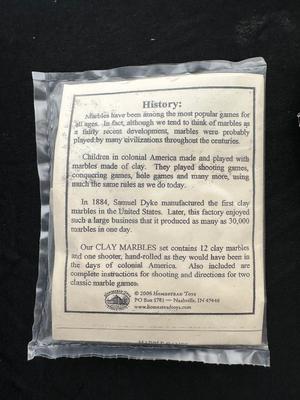 History:
Marbles have been among the most popular games for
all ages. In fact, although we tend to think of marbles as
a fairly recent development, marbles were probably
played by many civilizations throughout the centuries.
Children in colonial America made and played with
marbles made of clay. They played shooting games,
conquering games, hole games and many more, using
much the same rules as we do today.
In 1884, Samuel Dyke manufactured the first clay
marbles in the United States. Later, this factory enjoyed
such a large business that it produced as many as 30,000
marbles in one day.
Our CLAY MARBLES set contains 12 clay marbles
and one shooter, hand-rolled as they would have been in
the days of colonial America. Also included are
complete instructions for shooting and directions for two
classic marble games.
© 2006 Homestead Toys
PO Box 1781 — Nashville, IN 47448
www.homesteadtoys.com